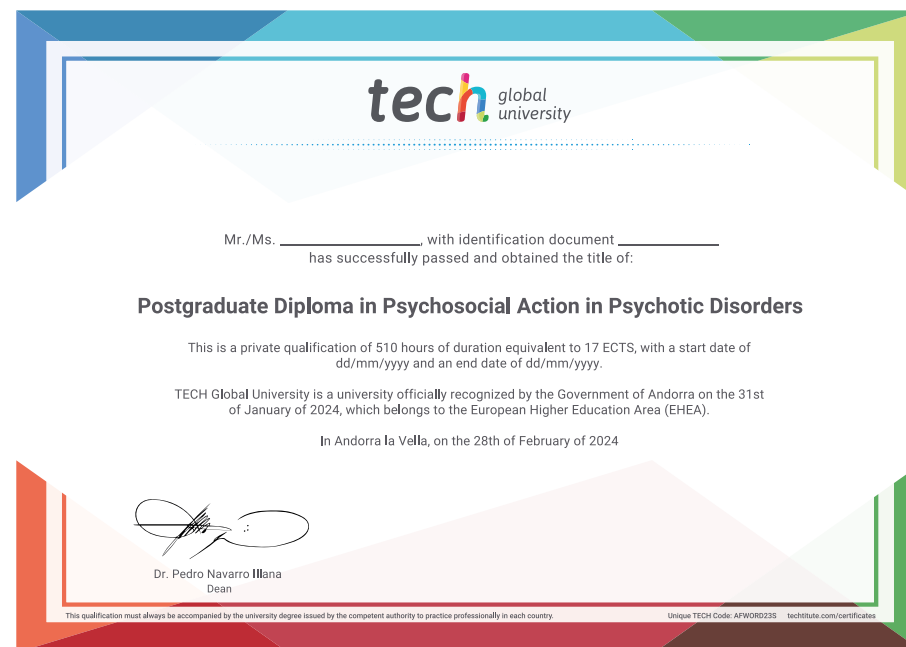 tech global university
Mr./Ms. ____________________, with identification document ______________
has successfully passed and obtained the title of:
Postgraduate Diploma in Psychosocial Action in Psychotic Disorders
This is a private qualification of 510 hours of duration equivalent to 17 ECTS, with a start date of
dd/mm/yyyy and an end date of dd/mm/yyyy.
TECH Global University is a university officially recognized by the Government of Andorra on the 31st
of January of 2024, which belongs to the European Higher Education Area (EHEA).
In Andorra la Vella, on the 28th of February of 2024
Dr. Pedro Navarro Illana
Dean
This qualification must always be accompanied by the university degree issued by the competent authority to practice professionally in each country.
Unique TECH Code: AFWORD23S techtitute.com/certificates